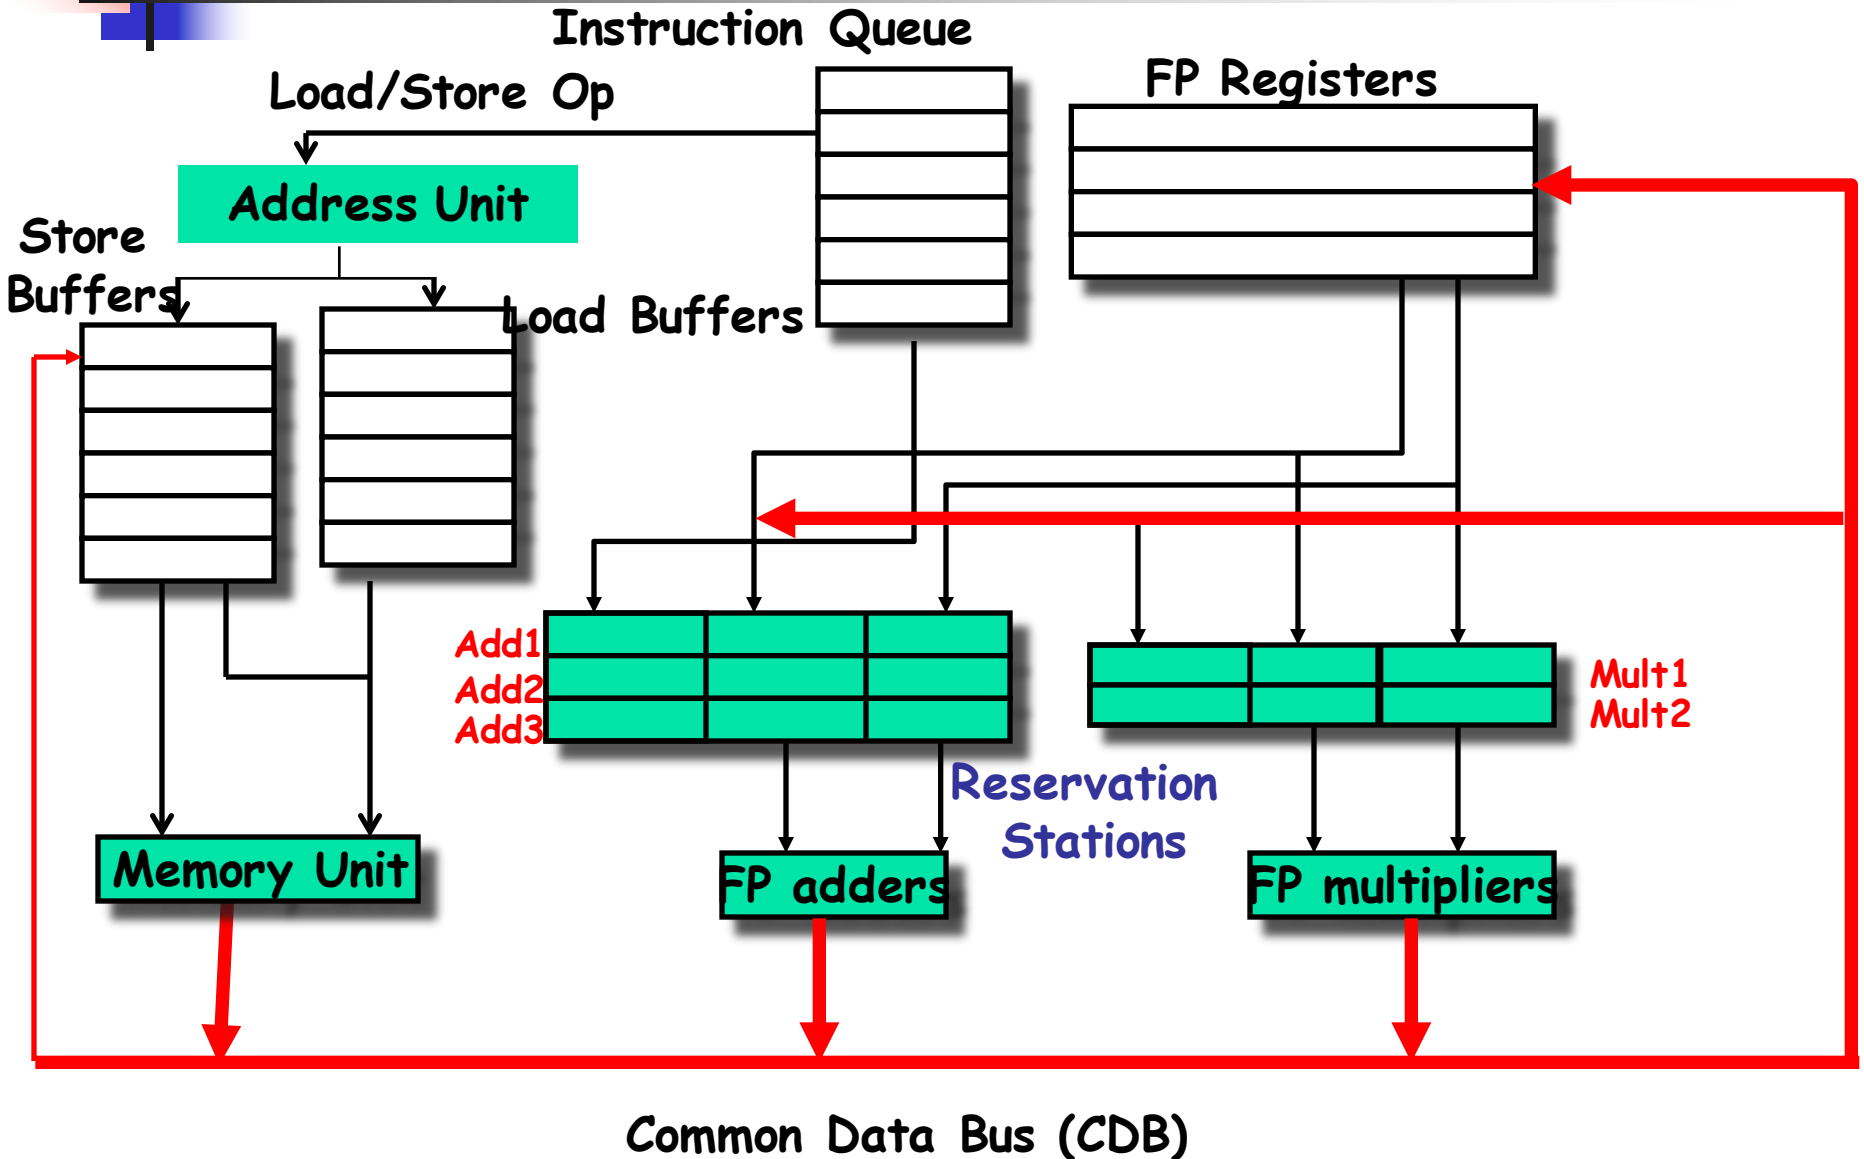 Instruction Queue
Load/Store Op
FP Registers
Address Unit
Store
Buffers
Load Buffers
Add1
Add2
Add3
Mult1
Mult2
Reservation
Stations
Memory Unit
FP adders
FP multipliers
Common Data Bus (CDB)